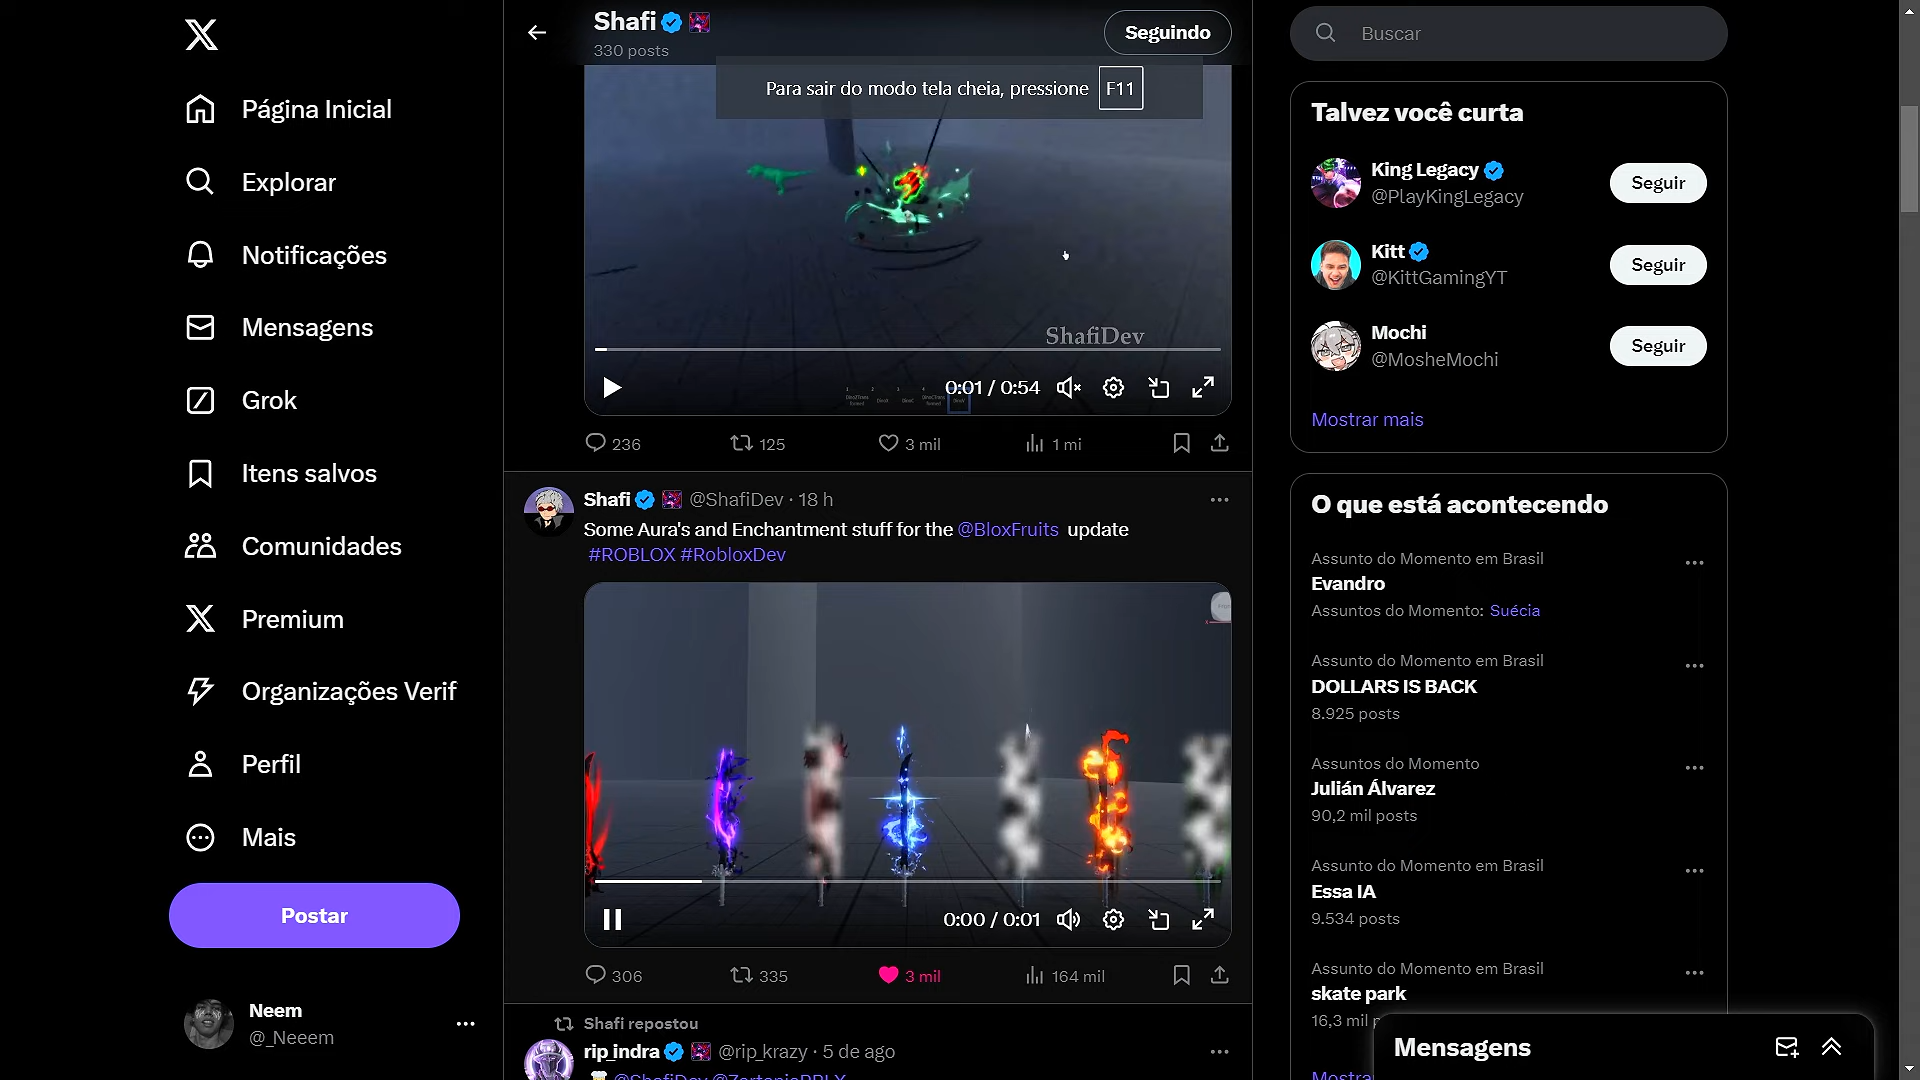 Página Inicial
Explorar
Notificações
Mensagens
Grok
Itens salvos
Comunidades
Premium
Organizações Verif
Perfil
Mais
Postar
Neem
@_Neeem
Shafi
330 posts
Seguindo
Para sair do modo tela cheia, pressione F11
ShafiDev
0:01 / 0:54
236
125
3 mil
1 mi
Shafi @ShafiDev · 18 h
Some Aura's and Enchantment stuff for the @BloxFruits update
#ROBLOX #RobloxDev
0:00 / 0:01
306
335
3 mil
164 mil
Shafi repostou
rip_indra @rip_krazy · 5 de ago
Buscar
Talvez você curta
King Legacy
@PlayKingLegacy
Seguir
Kitt
@KittGamingYT
Seguir
Mochi
@MosheMochi
Seguir
Mostrar mais
O que está acontecendo
Assunto do Momento em Brasil
Evandro
Assuntos do Momento: Suécia
Assunto do Momento em Brasil
DOLLARS IS BACK
8.925 posts
Assuntos do Momento
Julián Álvarez
90,2 mil posts
Assunto do Momento em Brasil
Essa IA
9.534 posts
Assunto do Momento em Brasil
skate park
16,3 mil
Mensagens